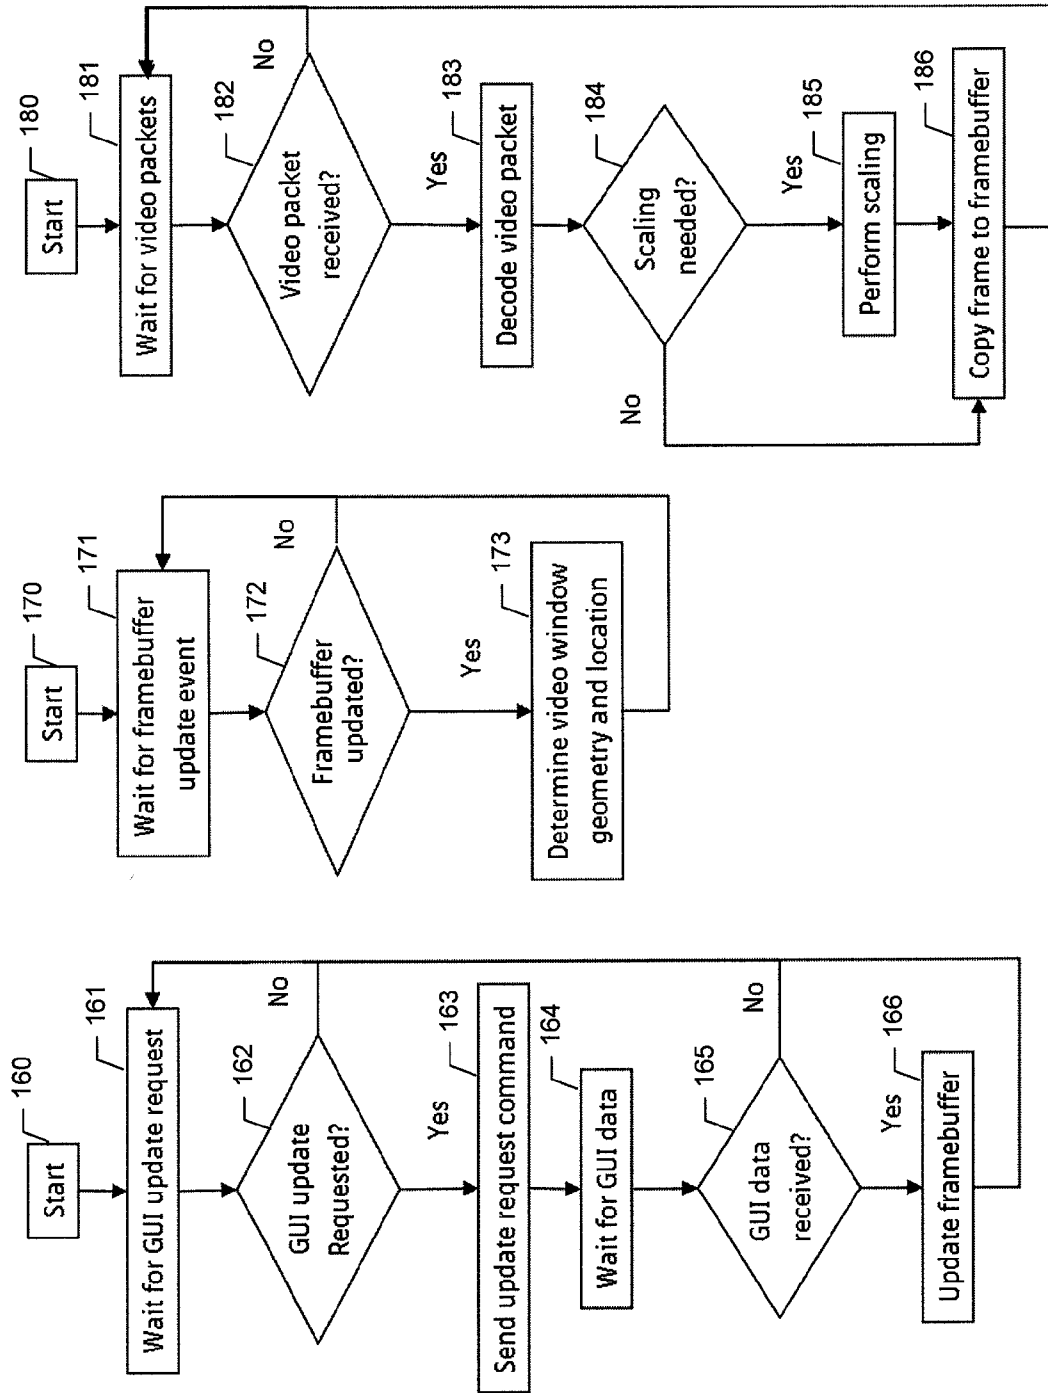 160
Start
161
Wait for GUI update request
162
GUI update
Requested?
No
Yes
163
Send update request command
164
Wait for GUI data
165
GUI data
received?
No
Yes
166
Update framebuffer
170
Start
171
Wait for framebuffer
update event
172
Framebuffer
updated?
No
Yes
173
Determine video window
geometry and location
180
Start
181
Wait for video packets
182
Video packet
received?
No
Yes
183
Decode video packet
184
Scaling
needed?
No
Yes
185
Perform scaling
186
Copy frame to framebuffer